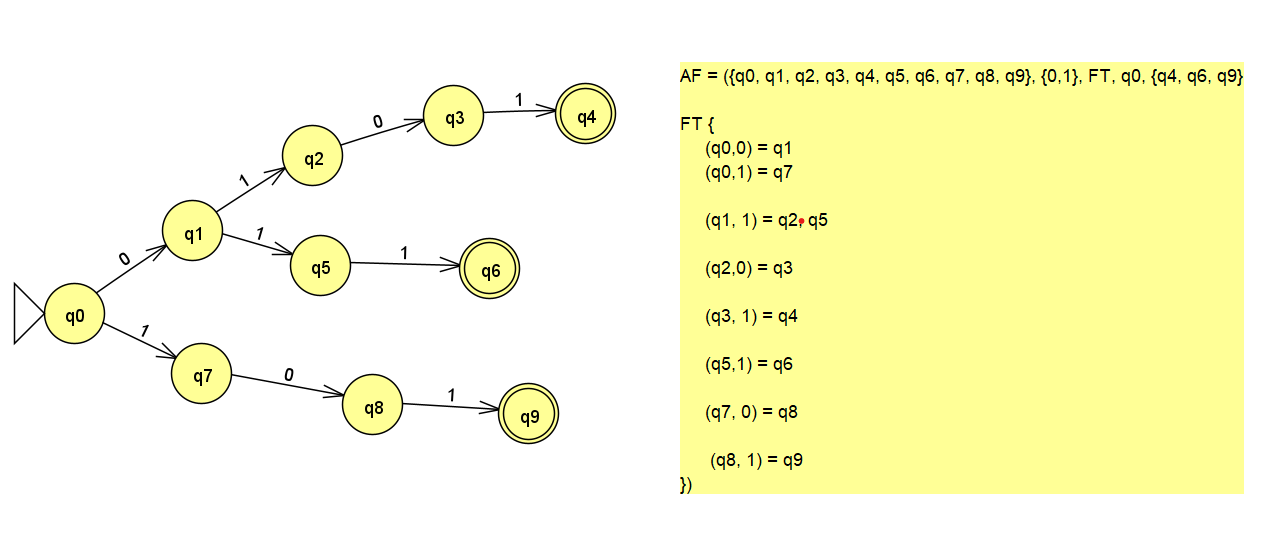 0
1
q3
q4
1
q2
1
0
q1
1
q5
q6
q0
1
q7
0
q8
1
q9
AF = ({q0, q1, q2, q3, q4, q5, q6, q7, q8, q9}, {0,1}, FT, q0, {q4, q6, q9}
FT {
(q0,0) = q1
(q0,1) = q7
(q1, 1) = q2, q5
(q2,0) = q3
(q3, 1) = q4
(q5,1) = q6
(q7, 0) = q8
(q8, 1) = q9
})